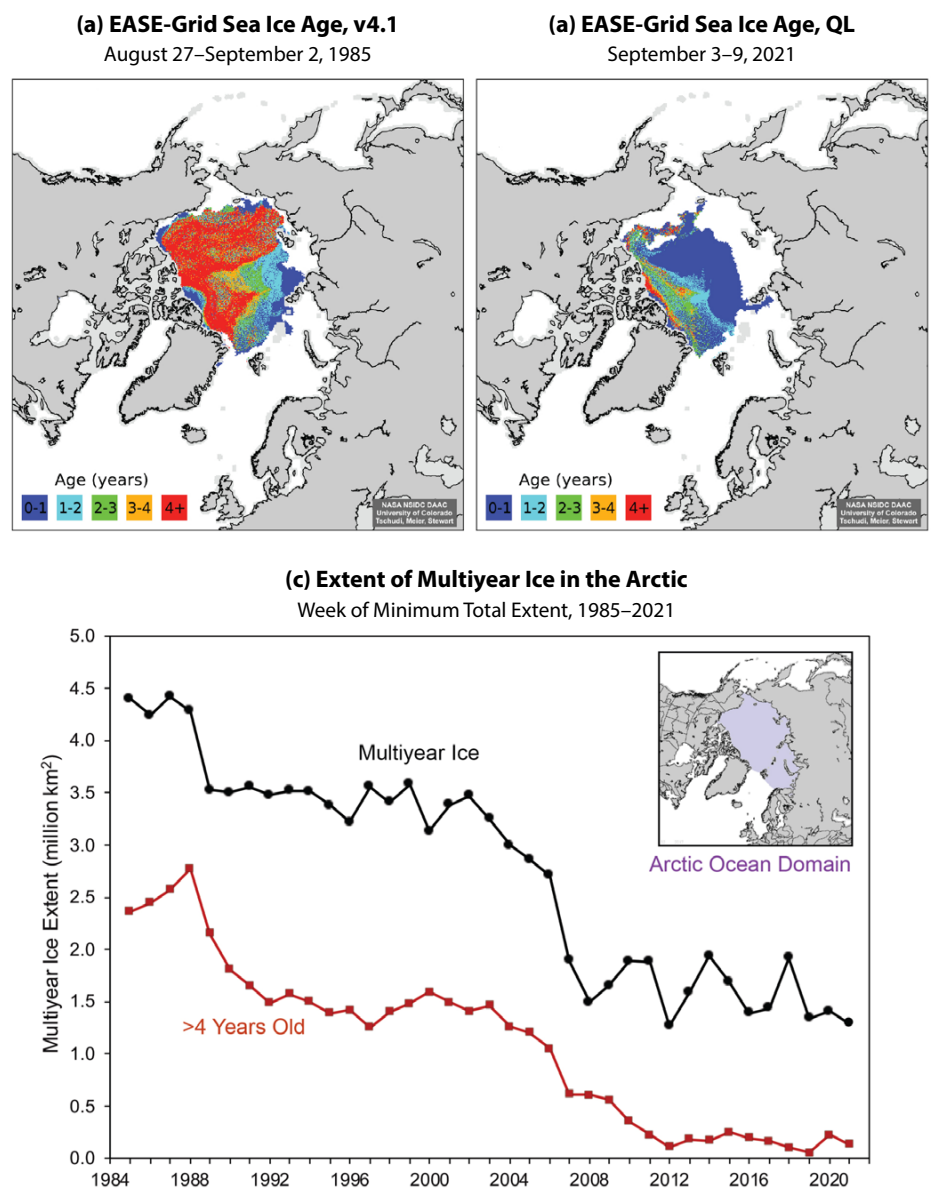 (a) EASE-Grid Sea Ice Age, v4.1
August 27–September 2, 1985
Age (years)
0-1 1-2 2-3 3-4 4+
NASA NSIDC DAAC
University of Colorado
Tschudi, Meier, Stewart
(a) EASE-Grid Sea Ice Age, QL
September 3–9, 2021
Age (years)
0-1 1-2 2-3 3-4 4+
NASA NSIDC DAAC
University of Colorado
Tschudi, Meier, Stewart
(c) Extent of Multiyear Ice in the Arctic
Week of Minimum Total Extent, 1985–2021
Multiyear Ice Extent (million km²)
5.0
4.5
4.0
3.5
3.0
2.5
2.0
1.5
1.0
0.5
0.0
Multiyear Ice
>4 Years Old
Arctic Ocean Domain
1984 1988 1992 1996 2000 2004 2008 2012 2016 2020